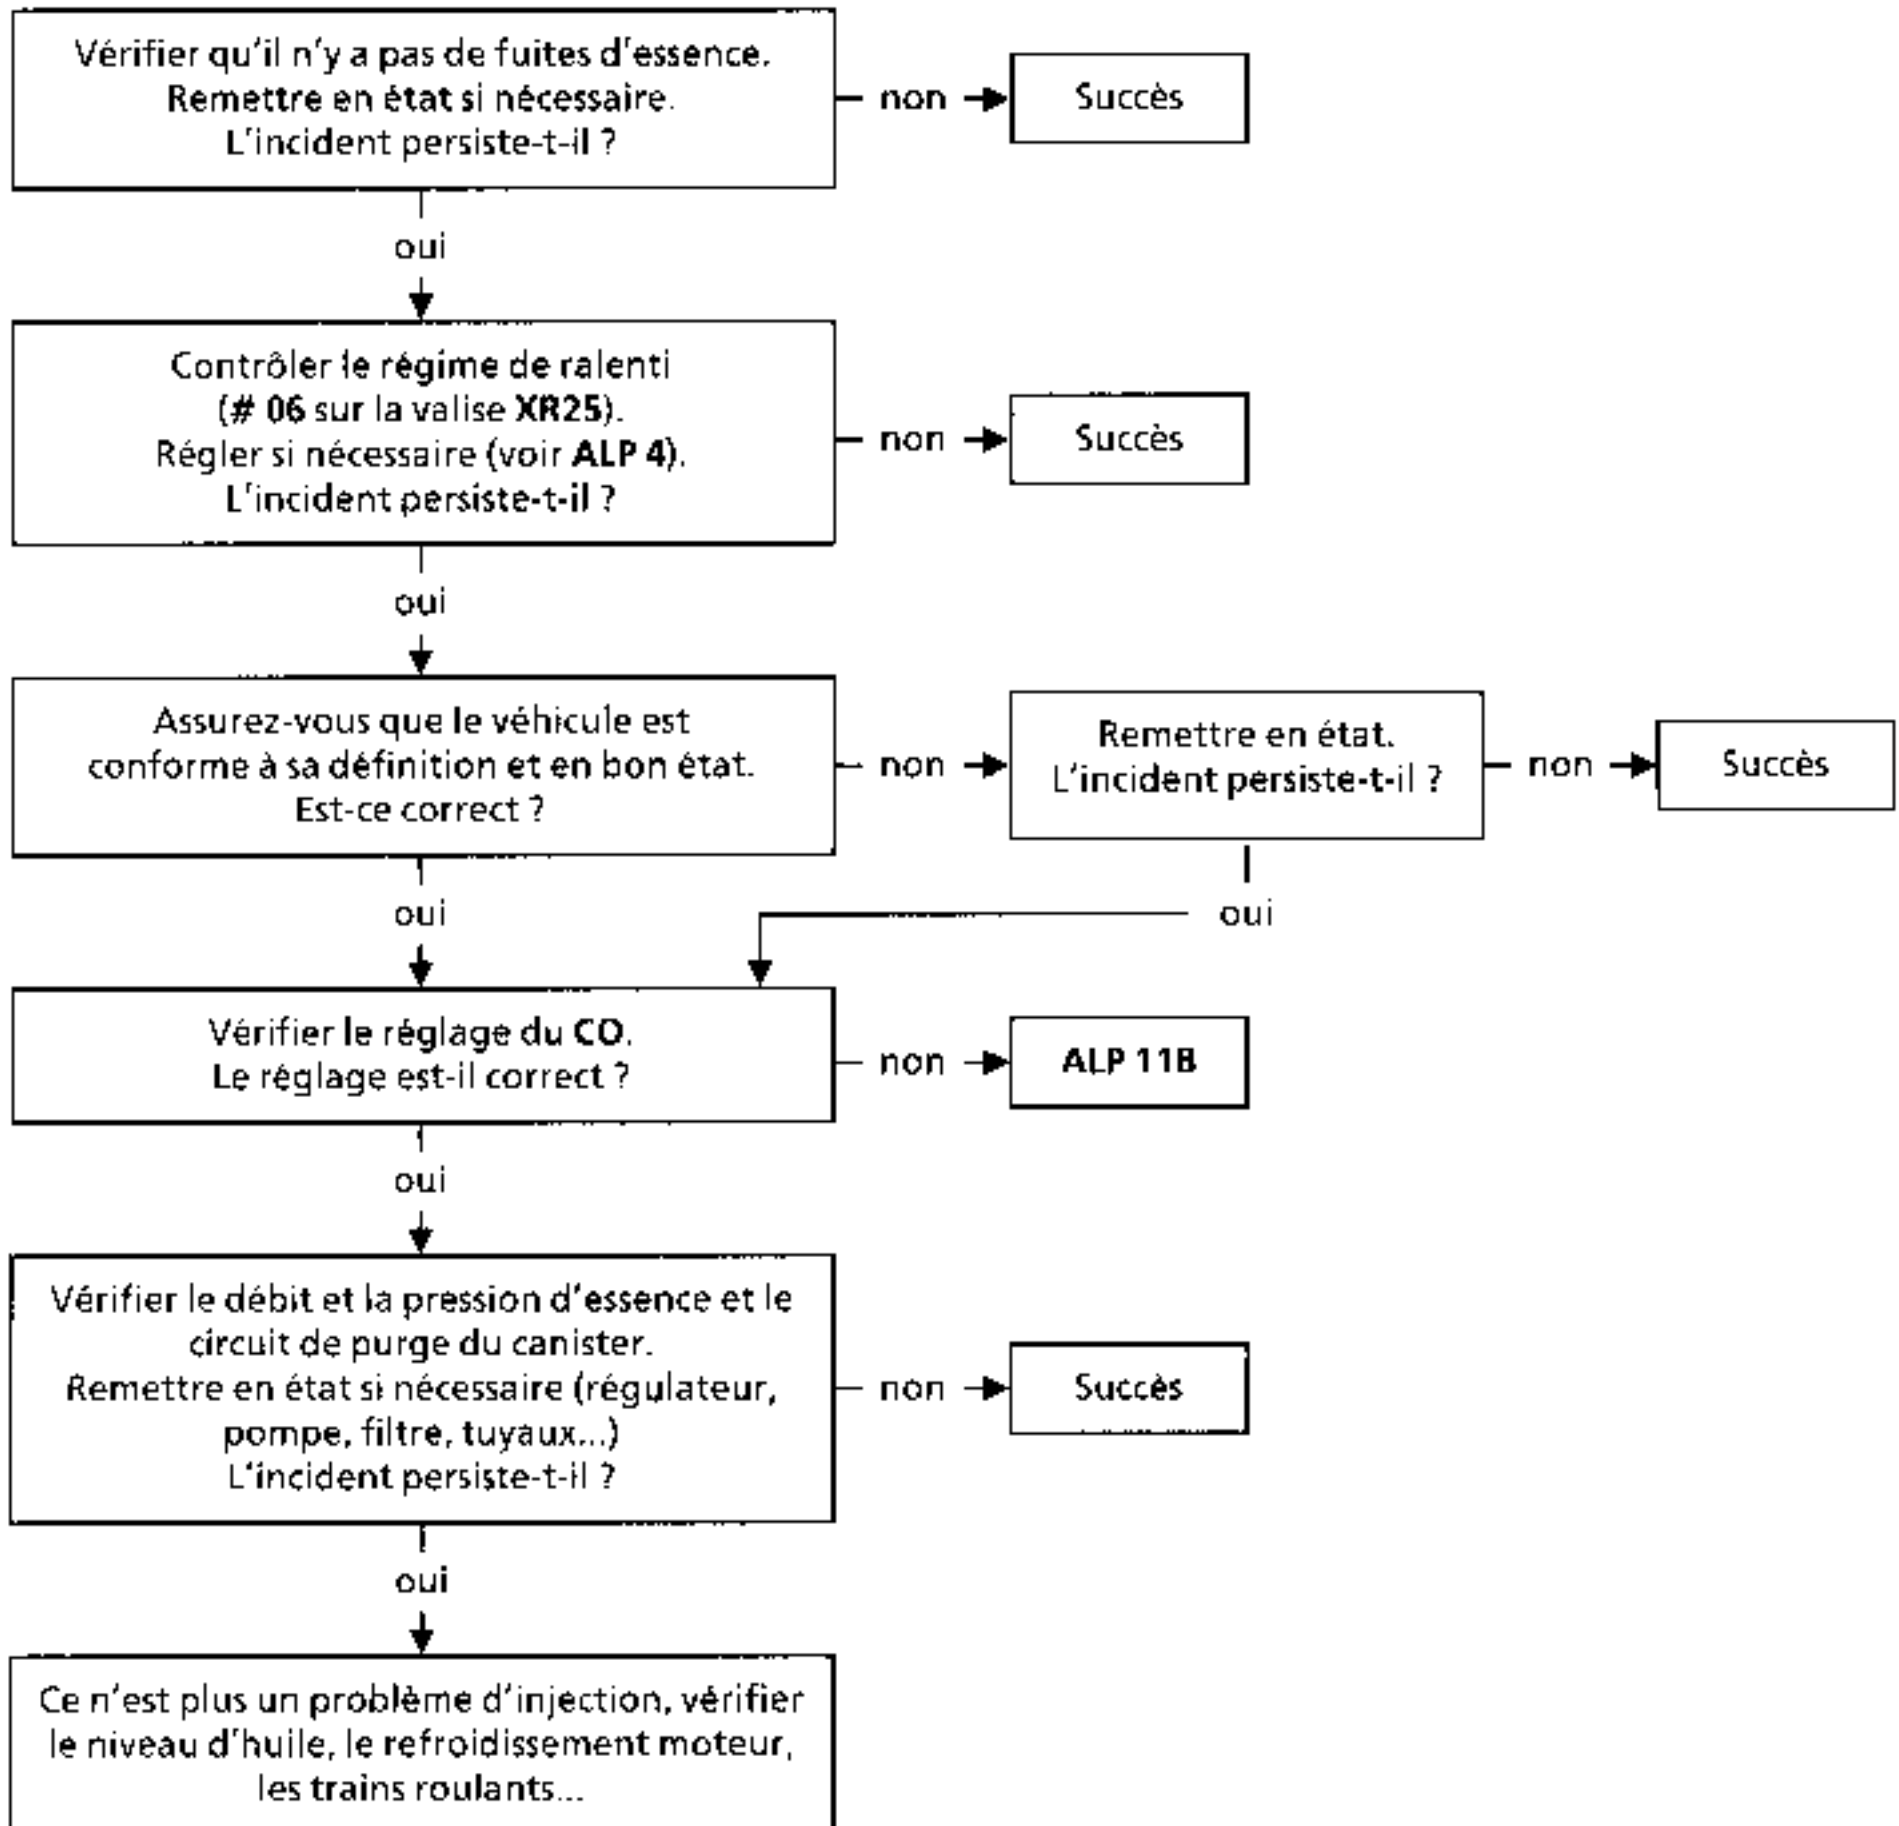 Vérifier qu'il n'y a pas de fuites d'essence.
Remettre en état si nécessaire.
L'incident persiste-t-il ?
non
Succès
oui
Contrôler le régime de ralenti
(# 06 sur la valise XR25).
Régler si nécessaire (voir ALP 4).
L'incident persiste-t-il ?
non
Succès
oui
Assurez-vous que le véhicule est
conforme à sa définition et en bon état.
Est-ce correct ?
non
Remettre en état.
L'incident persiste-t-il ?
non
Succès
oui
oui
Vérifier le réglage du CO.
Le réglage est-il correct ?
non
ALP 11B
oui
Vérifier le débit et la pression d'essence et le
circuit de purge du canister.
Remettre en état si nécessaire (régulateur,
pompe, filtre, tuyaux...)
L'incident persiste-t-il ?
non
Succès
oui
Ce n'est plus un problème d'injection, vérifier
le niveau d'huile, le refroidissement moteur,
les trains roulants...